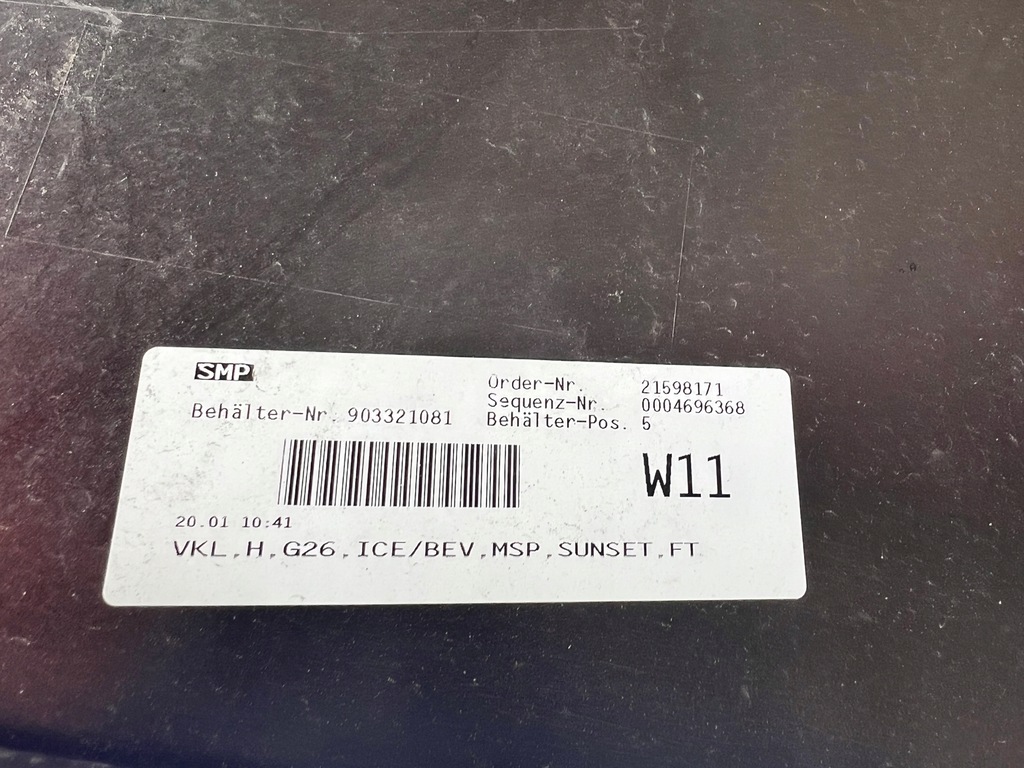 SMP
Behälter-Nr. 903321081
Order-Nr. 21598171
Sequenz-Nr. 0004696368
Behälter-Pos. 5
W11
20.01 10:41
VKL,H,G26,ICE/BEV,MSP,SUNSET,FT